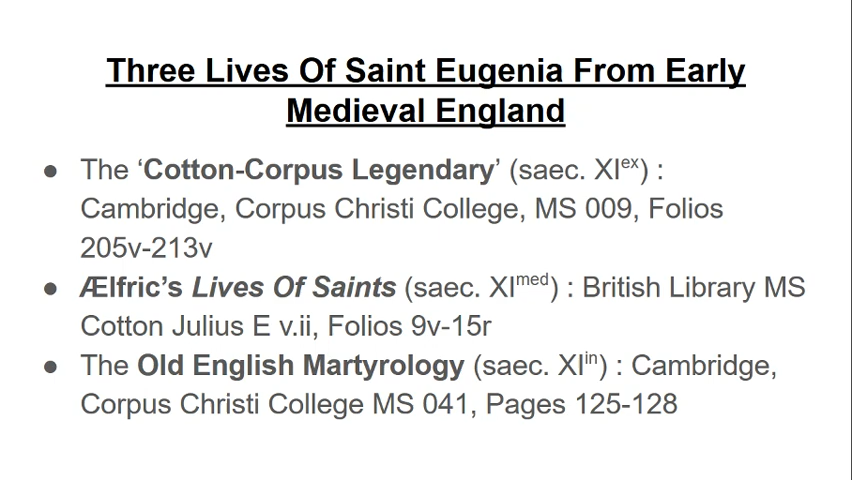 Three Lives Of Saint Eugenia From Early
Medieval England
● The ‘Cotton-Corpus Legendary’ (saec. XIᵉˣ) :
Cambridge, Corpus Christi College, MS 009, Folios
205v-213v
● Ælfric’s Lives Of Saints (saec. XIᵐᵉᵈ) : British Library MS
Cotton Julius E v.ii, Folios 9v-15r
● The Old English Martyrology (saec. XIⁱⁿ) : Cambridge,
Corpus Christi College MS 041, Pages 125-128